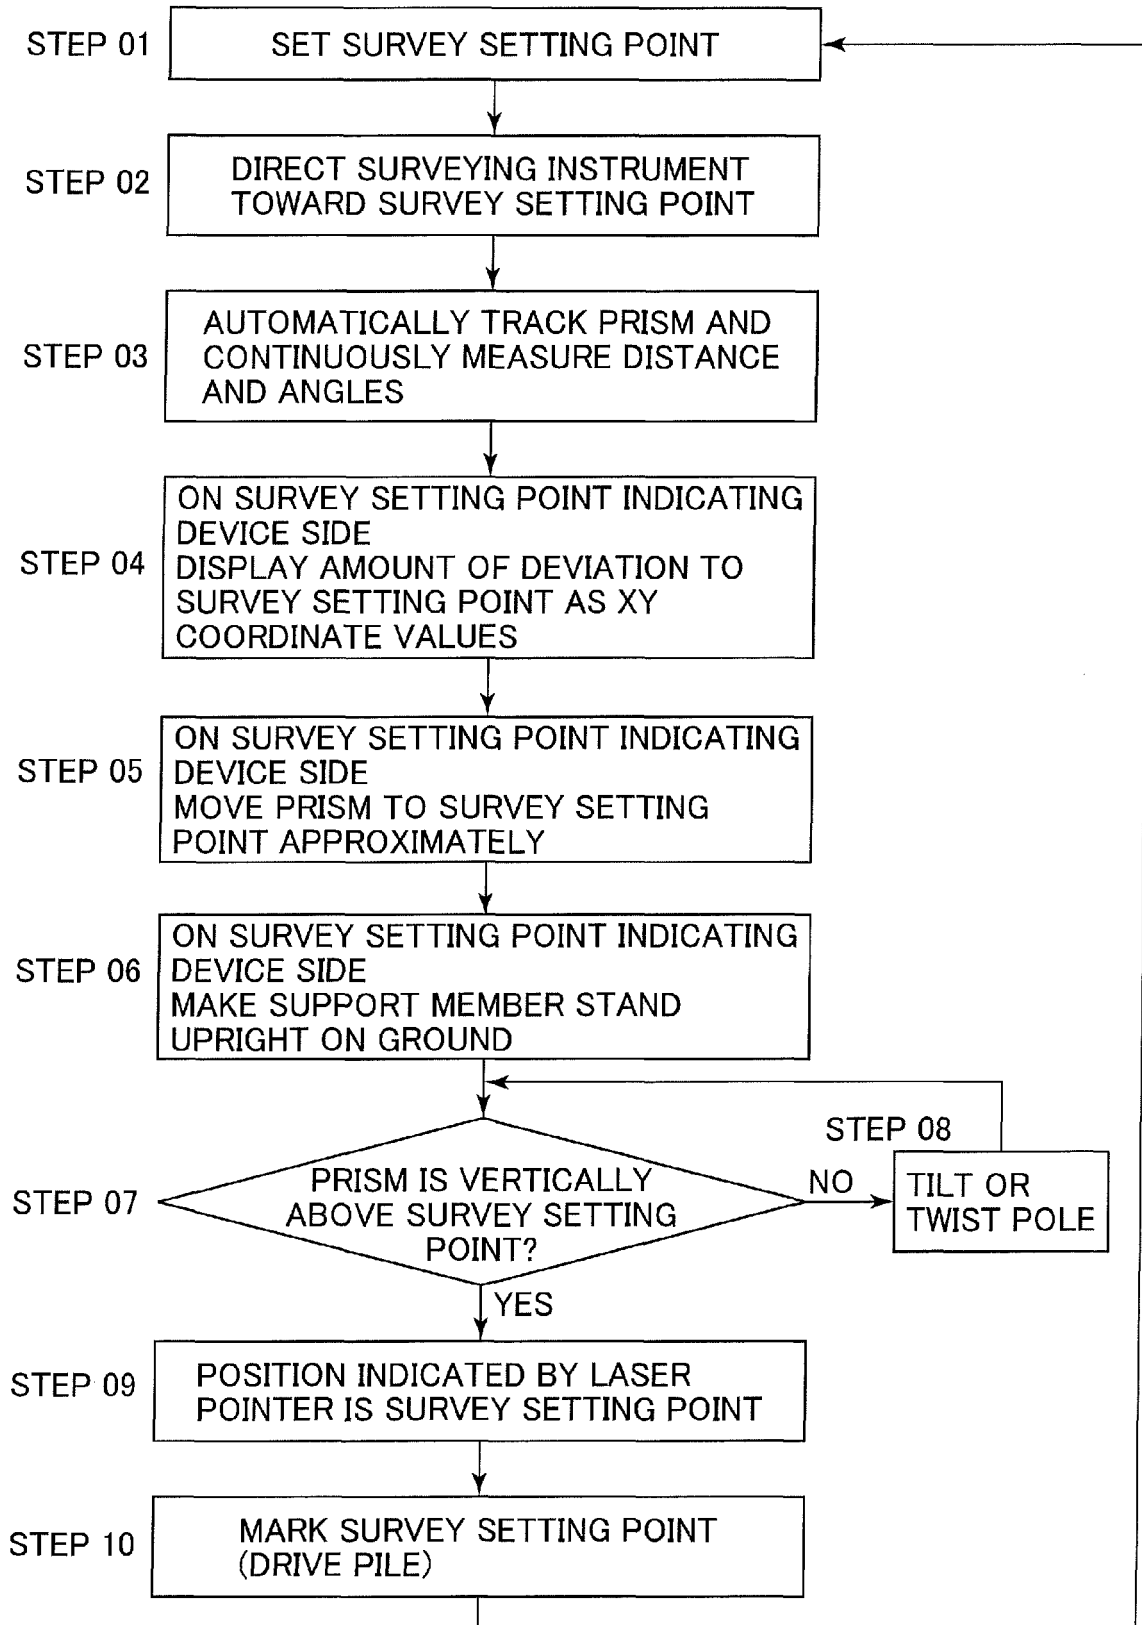 STEP 01
SET SURVEY SETTING POINT
STEP 02
DIRECT SURVEYING INSTRUMENT
TOWARD SURVEY SETTING POINT
STEP 03
AUTOMATICALLY TRACK PRISM AND
CONTINUOUSLY MEASURE DISTANCE
AND ANGLES
STEP 04
ON SURVEY SETTING POINT INDICATING
DEVICE SIDE
DISPLAY AMOUNT OF DEVIATION TO
SURVEY SETTING POINT AS XY
COORDINATE VALUES
STEP 05
ON SURVEY SETTING POINT INDICATING
DEVICE SIDE
MOVE PRISM TO SURVEY SETTING
POINT APPROXIMATELY
STEP 06
ON SURVEY SETTING POINT INDICATING
DEVICE SIDE
MAKE SUPPORT MEMBER STAND
UPRIGHT ON GROUND
STEP 07
PRISM IS VERTICALLY
ABOVE SURVEY SETTING
POINT?
NO
STEP 08
TILT OR
TWIST POLE
YES
STEP 09
POSITION INDICATED BY LASER
POINTER IS SURVEY SETTING POINT
STEP 10
MARK SURVEY SETTING POINT
(DRIVE PILE)